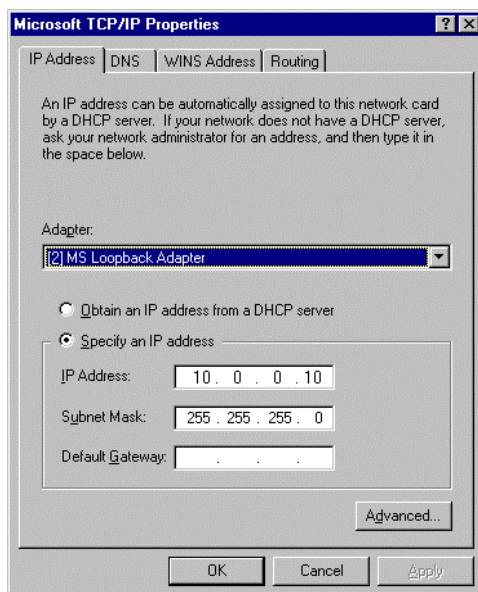 Microsoft TCP/IP Properties
IP Address DNS WINS Address Routing
An IP address can be automatically assigned to this network card
by a DHCP server. If your network does not have a DHCP server,
ask your network administrator for an address, and then type it in
the space below.
Adapter:
[2] MS Loopback Adapter
Obtain an IP address from a DHCP server
Specify an IP address
IP Address: 10 . 0 . 0 . 10
Subnet Mask: 255 . 255 . 255 . 0
Default Gateway: . . .
Advanced...
OK Cancel Apply